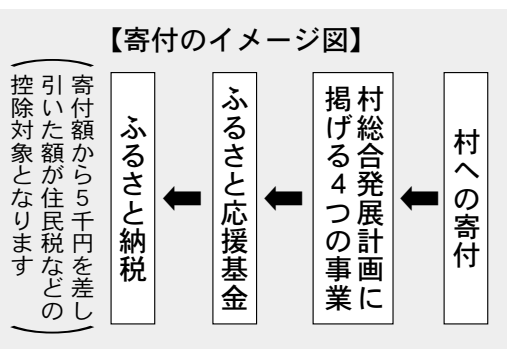 【寄付のイメージ図】
村への寄付
村総合発展計画に
掲げる４つの事業
ふるさと応援基金
ふるさと納税
（寄付額から５千円を差し
引いた額が住民税などの
控除対象となります）